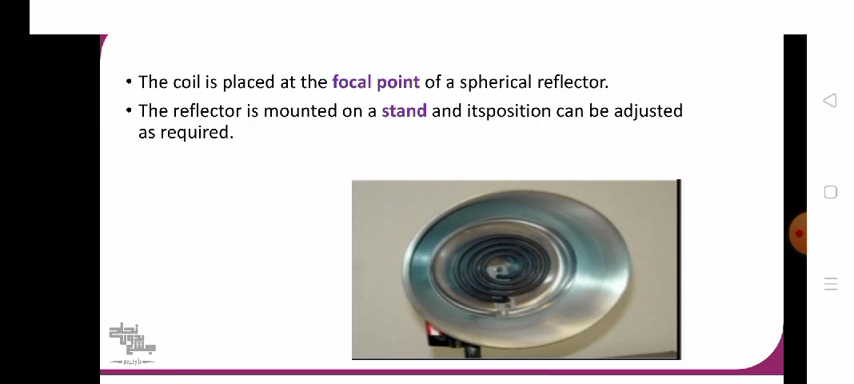 • The coil is placed at the focal point of a spherical reflector.
• The reflector is mounted on a stand and itsposition can be adjusted
as required.